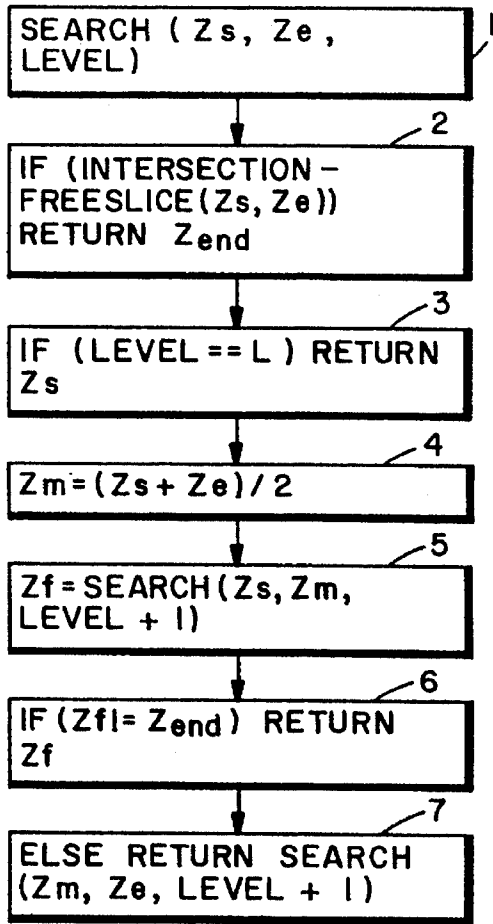 SEARCH ( Zs, Ze ,
LEVEL)
1
2
IF (INTERSECTION-
FREESLICE(Zs, Ze))
RETURN Zend
3
IF (LEVEL == L ) RETURN
Zs
4
Zm=(Zs + Ze) / 2
5
Zf=SEARCH(Zs, Zm,
LEVEL + 1)
6
IF(Zf!= Zend) RETURN
Zf
7
ELSE RETURN SEARCH
(Zm, Ze, LEVEL + 1)